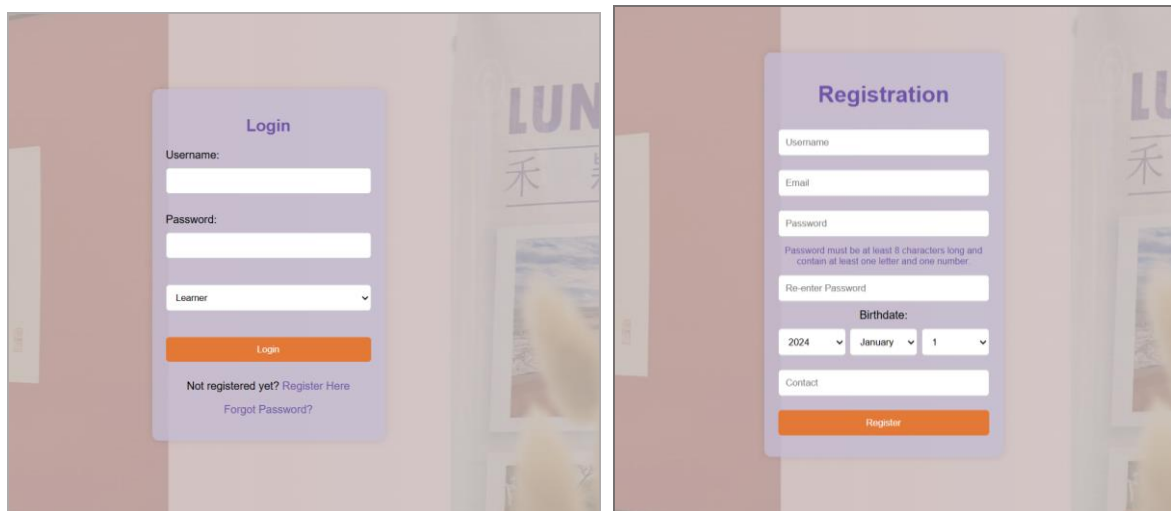 Login
Username:
Password:
Learner
Login
Not registered yet? Register Here
Forgot Password?
LUN
禾
Registration
Username
Email
Password
Password must be at least 8 characters long and
contain at least one letter and one number.
Re-enter Password
Birthdate:
2024 January 1
Contact
Register
LU
禾